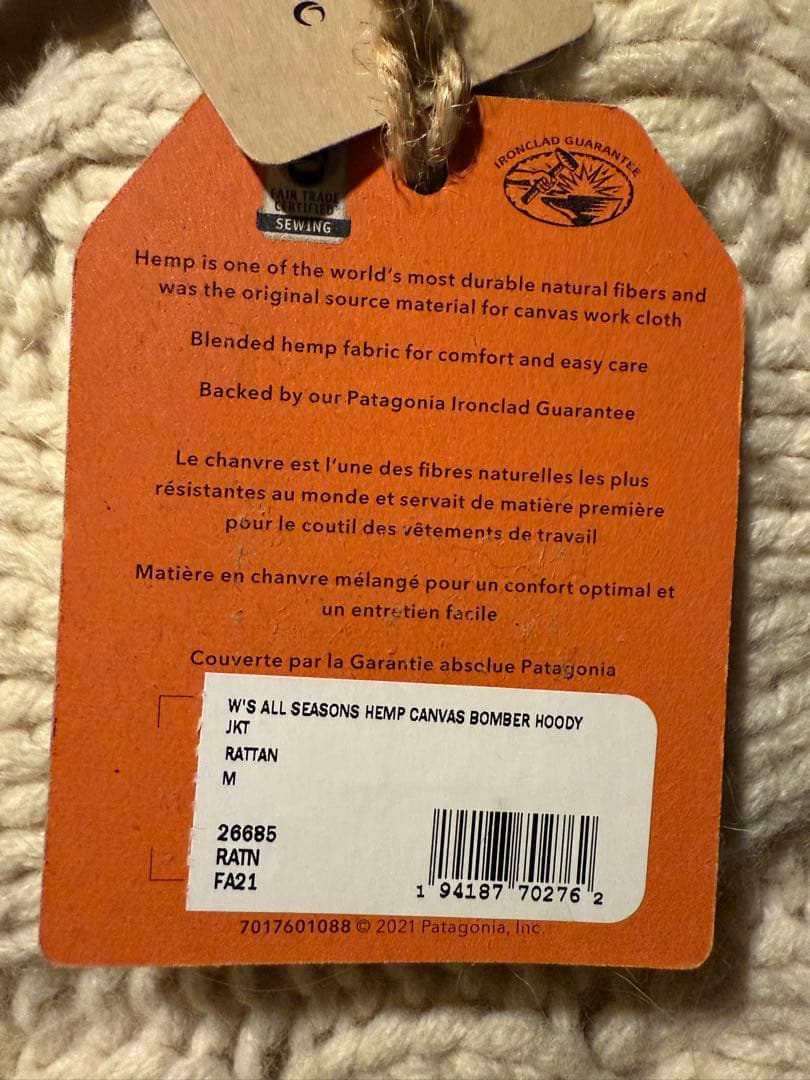 IRONCLAD GUARANTEE
FAIR TRADE
CERTIFIED
SEWING
Hemp is one of the world's most durable natural fibers and
was the original source material for canvas work cloth
Blended hemp fabric for comfort and easy care
Backed by our Patagonia Ironclad Guarantee
Le chanvre est l'une des fibres naturelles les plus
résistantes au monde et servait de matière première
pour le coutil des vêtements de travail
Matière en chanvre mélangé pour un confort optimal et
un entretien facile
Couverte par la Garantie absolue Patagonia
W'S ALL SEASONS HEMP CANVAS BOMBER HOODY
JKT
RATTAN
M
26685
RATN
FA21
1 94187 70276 2
7017601088 © 2021 Patagonia, Inc.